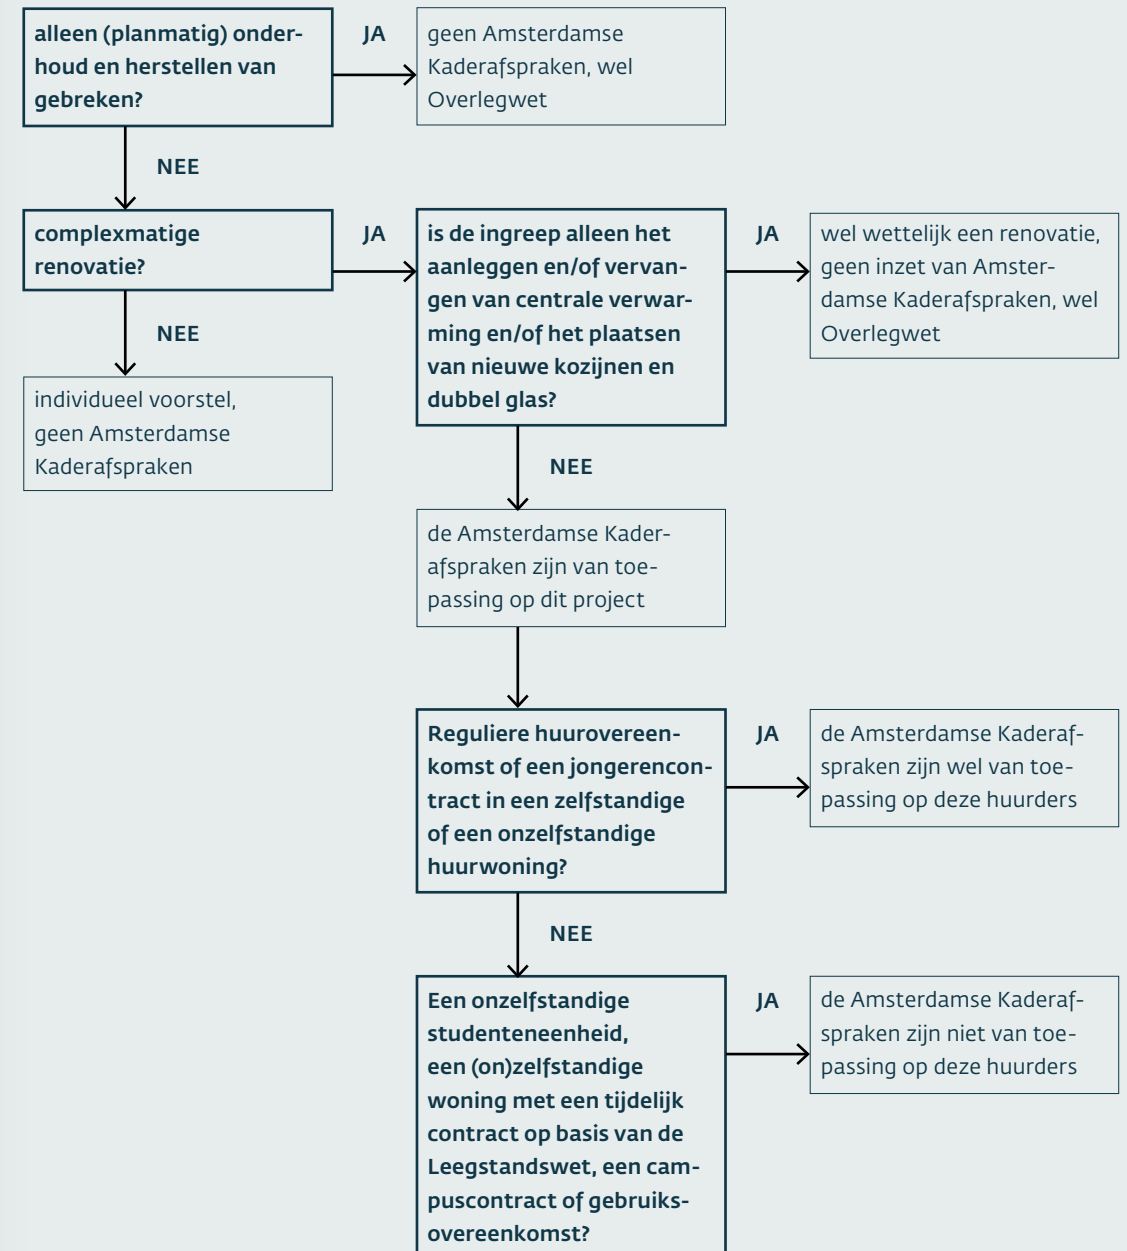 alleen (planmatig) onder-
houd en herstellen van
gebreken?
JA
geen Amsterdamse
Kaderafspraken, wel
Overlegwet
NEE
complexmatige
renovatie?
JA
is de ingreep alleen het
aanleggen en/of vervan-
gen van centrale verwar-
ming en/of het plaatsen
van nieuwe kozijnen en
dubbel glas?
JA
wel wettelijk een renovatie,
geen inzet van Amster-
damse Kaderafspraken, wel
Overlegwet
NEE
individueel voorstel,
geen Amsterdamse
Kaderafspraken
NEE
de Amsterdamse Kader-
afspraken zijn van toe-
passing op dit project
Reguliere huurovereen-
komst of een jongerencon-
tract in een zelfstandige
of een onzelfstandige
huurwoning?
JA
de Amsterdamse Kaderaf-
spraken zijn wel van toe-
passing op deze huurders
NEE
Een onzelfstandige
studenteneenheid,
een (on)zelfstandige
woning met een tijdelijk
contract op basis van de
Leegstandswet, een cam-
puscontract of gebruiks-
overeenkomst?
JA
de Amsterdamse Kaderaf-
spraken zijn niet van toe-
passing op deze huurders